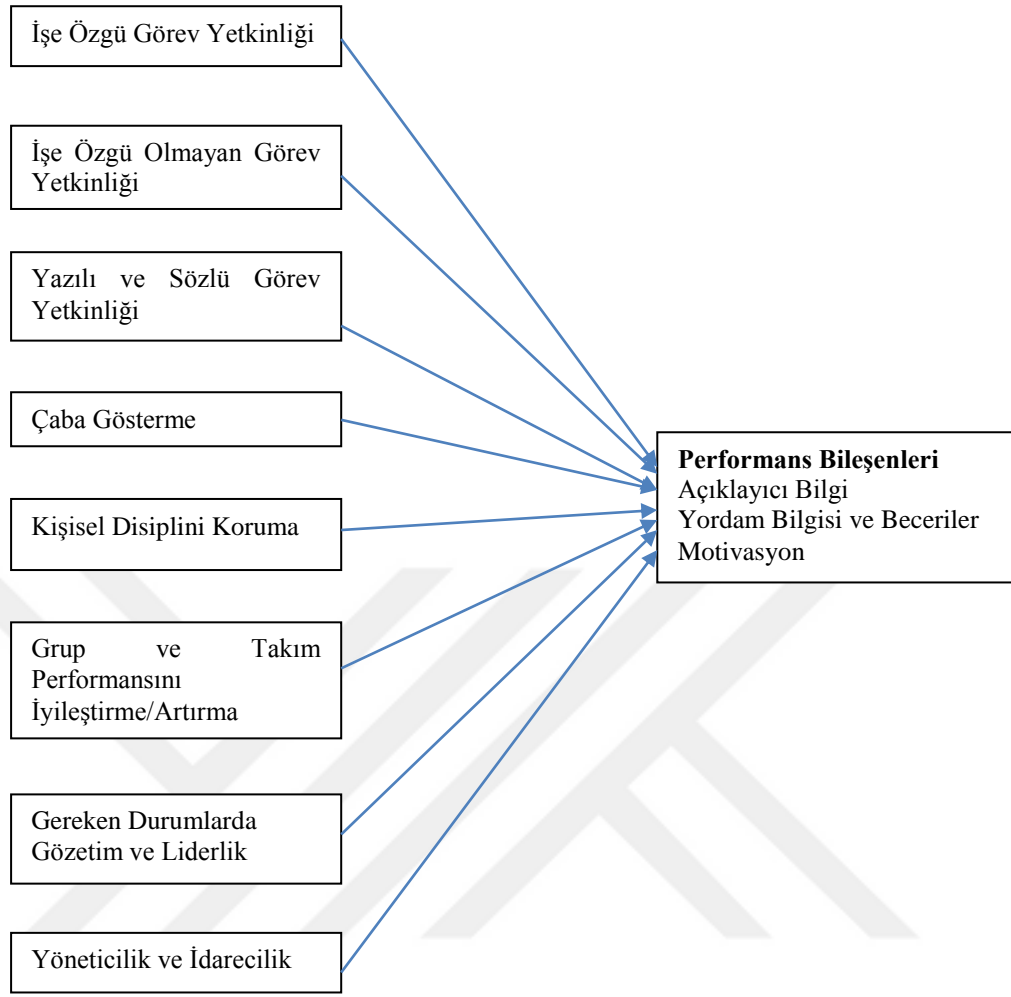 İşe Özgü Görev Yetkinliği
İşe Özgü Olmayan Görev
Yetkinliği
Yazılı ve Sözlü Görev
Yetkinliği
Çaba Gösterme
Kişisel Disiplini Koruma
Grup ve Takım
Performansını
İyileştirme/Artırma
Gereken Durumlarda
Gözetim ve Liderlik
Yöneticilik ve İdarecilik
Performans Bileşenleri
Açıklayıcı Bilgi
Yordam Bilgisi ve Beceriler
Motivasyon